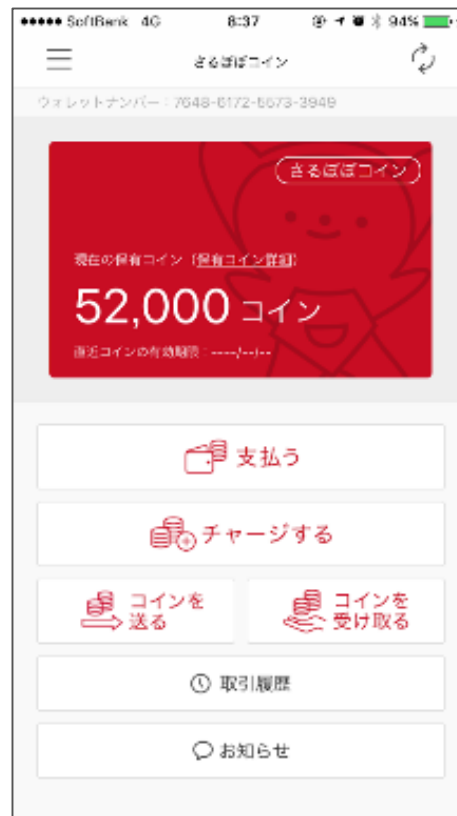 SoftBank 4G 8:37 94%
さるぼぼコイン
ウォレットナンバー：7648-6172-5573-3949
さるぼぼコイン
現在の保有コイン（保有コイン詳細）
52,000 コイン
直近コインの有効期限：----/--/--
支払う
チャージする
コインを
送る
コインを
受け取る
取引履歴
お知らせ